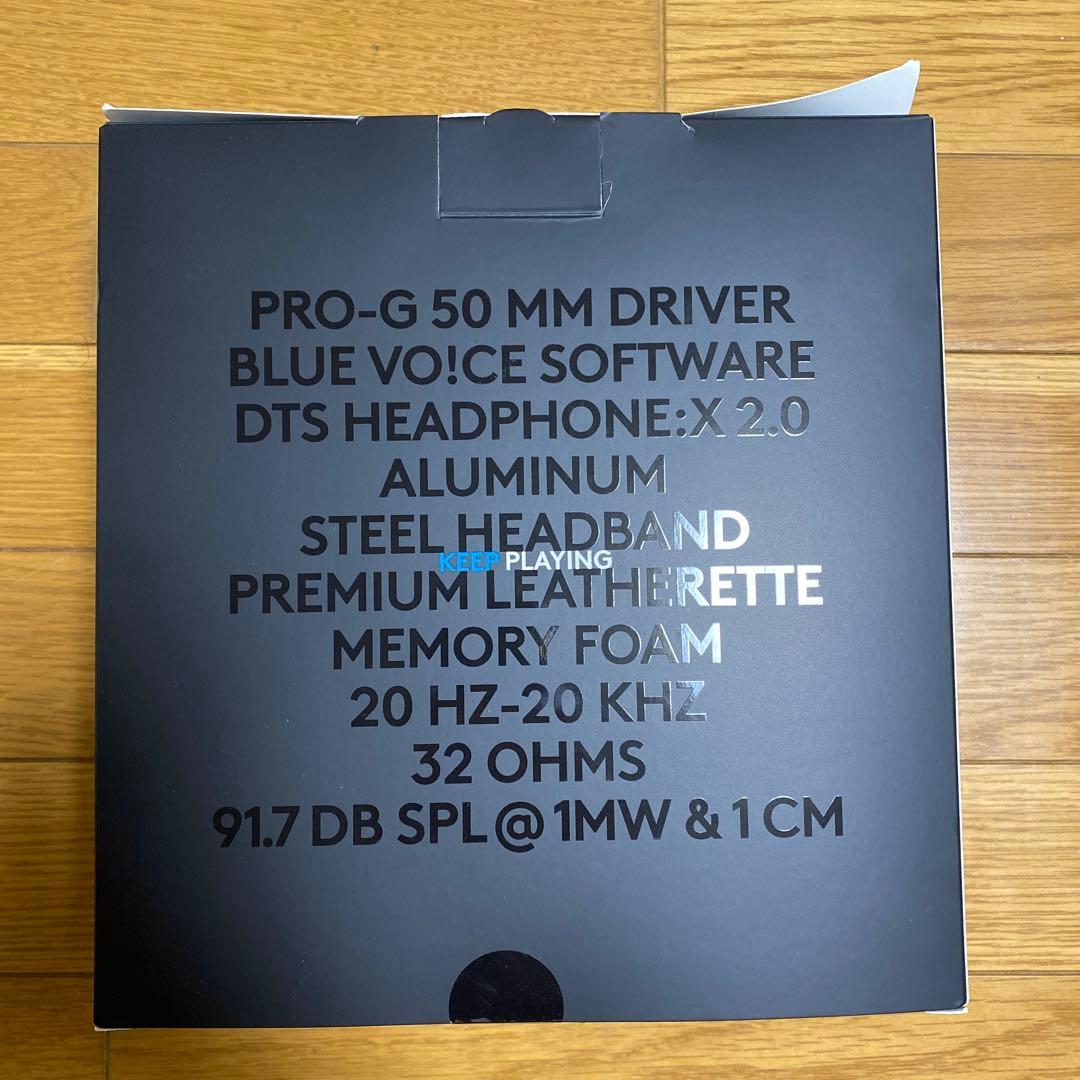 PRO-G 50 MM DRIVER
BLUE VO!CE SOFTWARE
DTS HEADPHONE:X 2.0
ALUMINUM
STEEL HEADBAND
KEEP PLAYING
PREMIUM LEATHERETTE
MEMORY FOAM
20 HZ-20 KHZ
32 OHMS
91.7 DB SPL @ 1MW & 1 CM